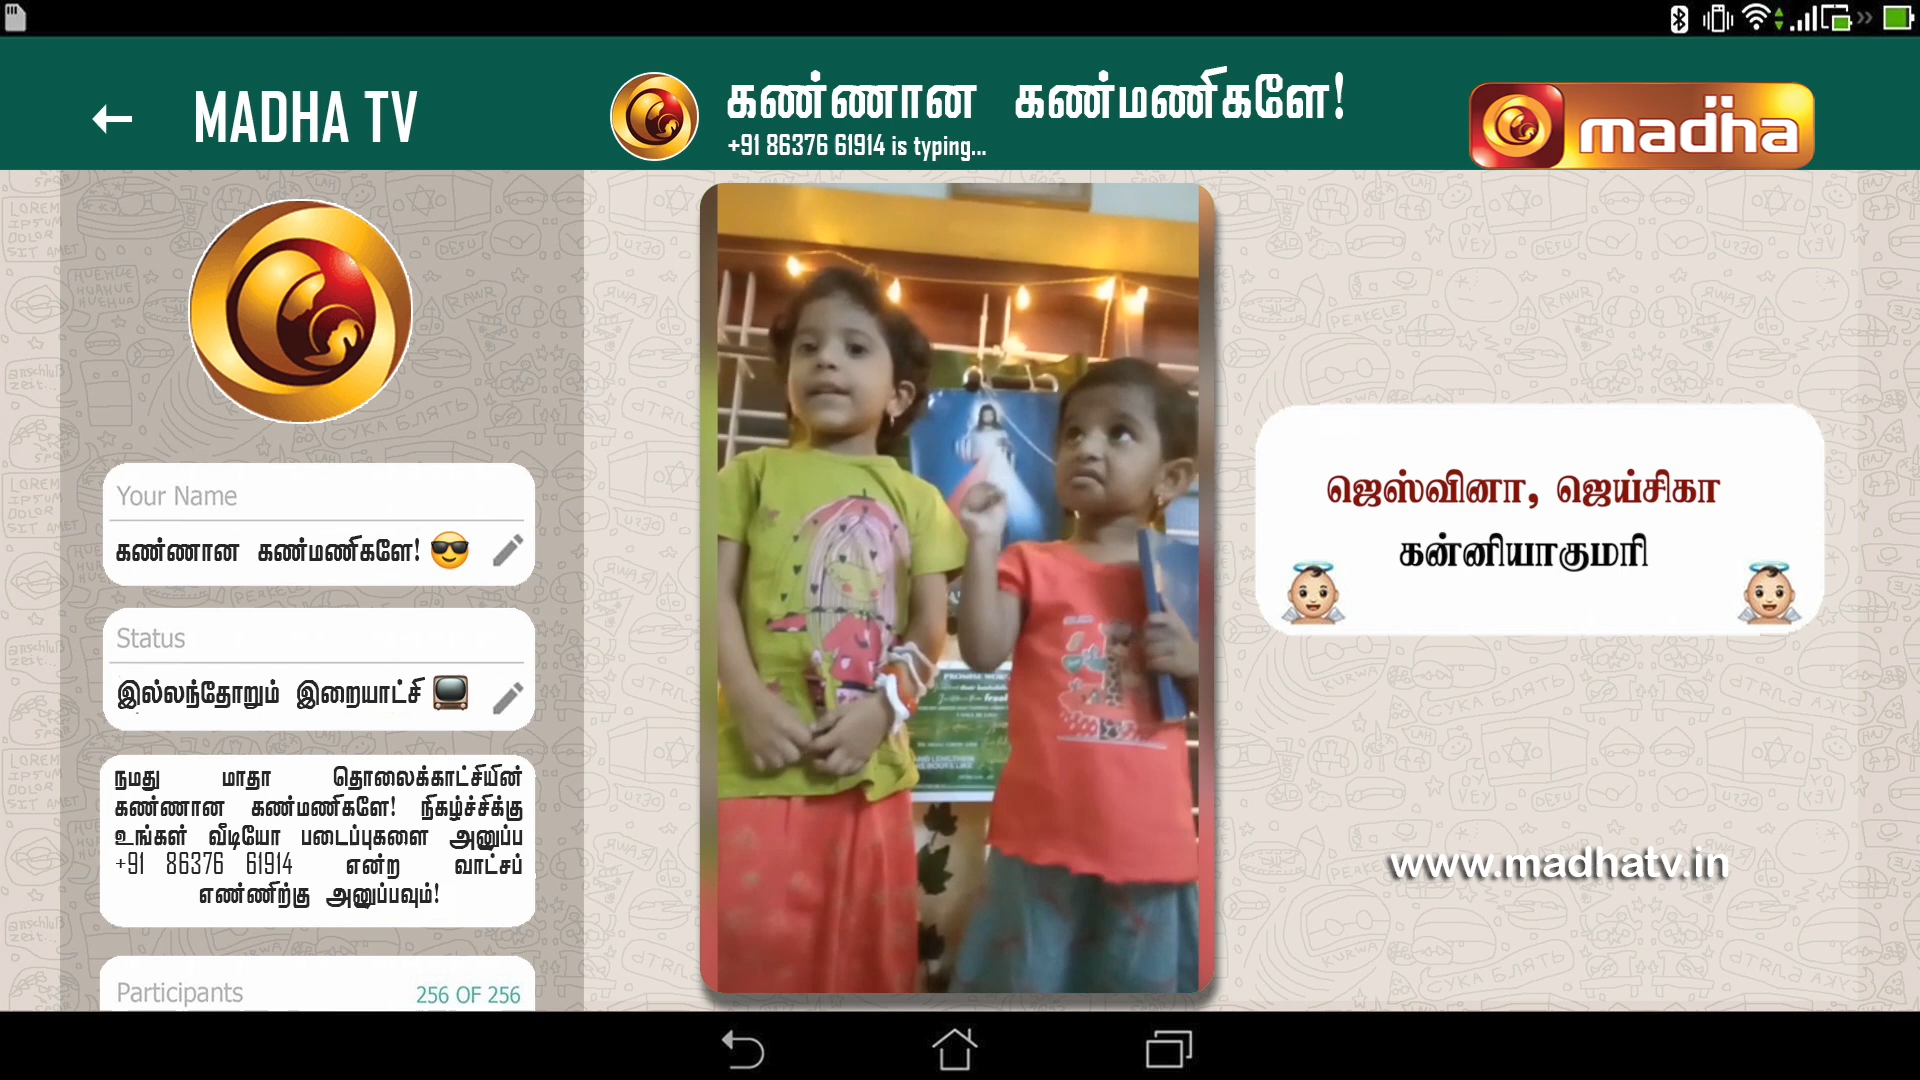 MADHA TV
கண்ணான கண்மணிகளே!
+91 86376 61914 is typing...
madha
Your Name
கண்ணான கண்மணிகளே!
Status
இல்லந்தோறும் இறையாட்சி
நமது மாதா தொலைக்காட்சியின்
கண்ணான கண்மணிகளே! நிகழ்ச்சிக்கு
உங்கள் வீடியோ படைப்புகளை அனுப்ப
+91 86376 61914 என்ற வாட்சப்
எண்ணிற்கு அனுப்பவும்!
Participants 256 OF 256
ஜெஸ்வினா, ஜெய்சிகா
கன்னியாகுமரி
www.madhatv.in